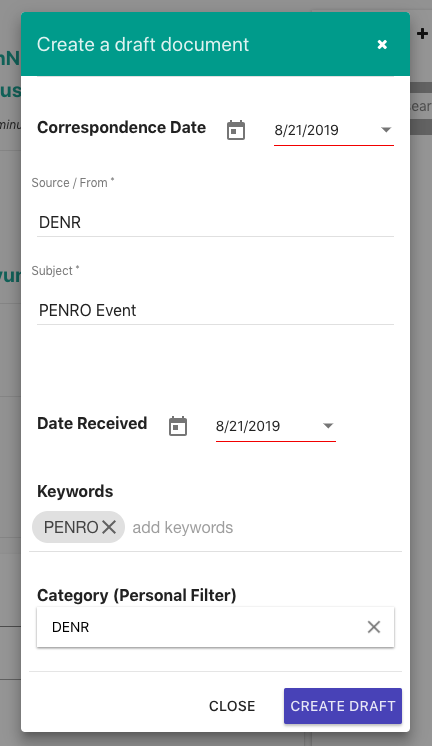 Create a draft document
Correspondence Date
8/21/2019
Source / From *
DENR
Subject *
PENRO Event
Date Received
8/21/2019
Keywords
PENRO
add keywords
Category (Personal Filter)
DENR
CLOSE
CREATE DRAFT